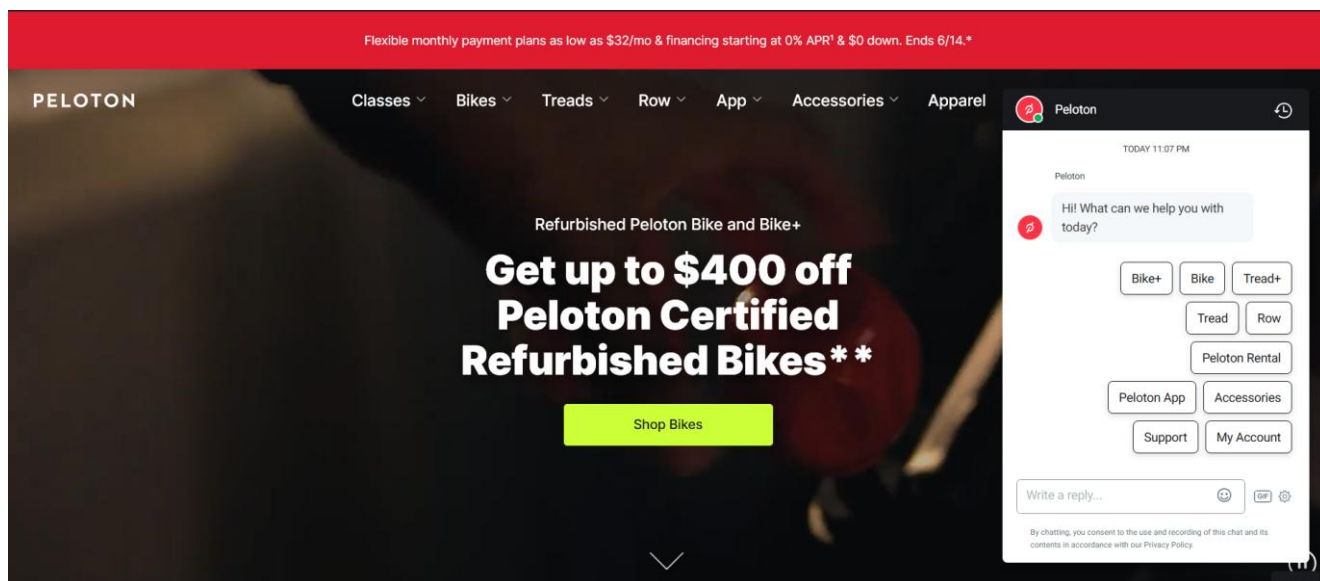 Flexible monthly payment plans as low as $32/mo & financing starting at 0% APR¹ & $0 down. Ends 6/14.*
PELOTON
Classes
Bikes
Treads
Row
App
Accessories
Apparel
Refurbished Peloton Bike and Bike+
Get up to $400 off
Peloton Certified
Refurbished Bikes**
Shop Bikes
Peloton
TODAY 11:07 PM
Peloton
Hi! What can we help you with
today?
Bike+ Bike Tread+
Tread Row
Peloton Rental
Peloton App Accessories
Support My Account
Write a reply...
GIF
By chatting, you consent to the use and recording of this chat and its
contents in accordance with our Privacy Policy.